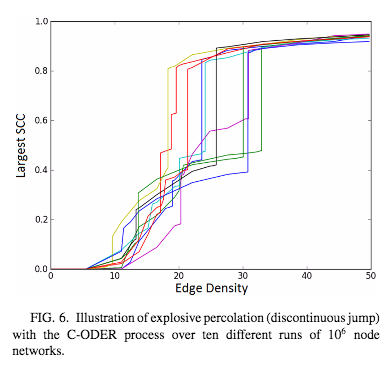 1.0
0.8
0.6
0.4
0.2
0.0
Largest SCC
0 10 20 30 40 50
Edge Density
FIG. 6. Illustration of explosive percolation (discontinuous jump)
with the C-ODER process over ten different runs of 10⁶ node
networks.